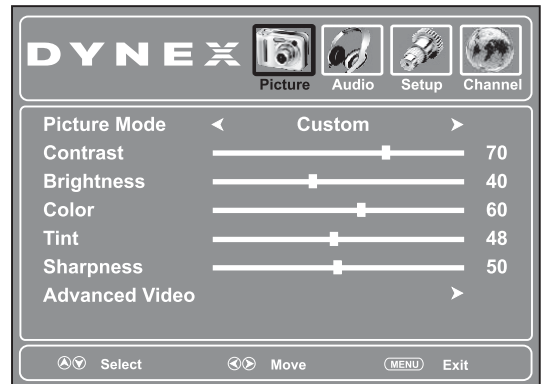 DYNEX
Picture Audio Setup Channel
Picture Mode Custom
Contrast 70
Brightness 40
Color 60
Tint 48
Sharpness 50
Advanced Video
Select Move MENU Exit